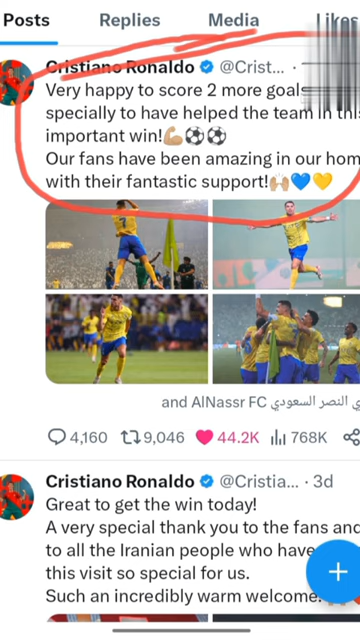 Posts Replies Media Likes
Cristiano Ronaldo @Crist... ·
Very happy to score 2 more goals
specially to have helped the team in this
important win!💪🏼⚽⚽
Our fans have been amazing in our hom
with their fantastic support!🙌🏼💙💛
and AlNassr FC ي النصر السعودي
4,160 9,046 44.2K 768K
Cristiano Ronaldo @Cristia... · 3d
Great to get the win today!
A very special thank you to the fans and
to all the Iranian people who have
this visit so special for us.
Such an incredibly warm welcome.